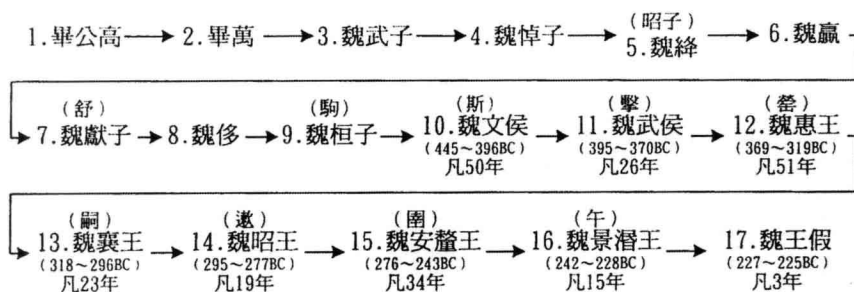 (昭子)
1.畢公高→2.畢萬→3.魏武子→4.魏悼子→5.魏絳→6.魏贏
(舒) (駒) (斯) (擊) (罃)
7.魏獻子→8.魏侈→9.魏桓子→10.魏文侯→11.魏武侯→12.魏惠王
(445~396BC) (395~370BC) (369~319BC)
凡50年 凡26年 凡51年
(嗣) (遫) (圉) (午)
13.魏襄王→14.魏昭王→15.魏安釐王→16.魏景湣王→17.魏王假
(318~296BC) (295~277BC) (276~243BC) (242~228BC) (227~225BC)
凡23年 凡19年 凡34年 凡15年 凡3年